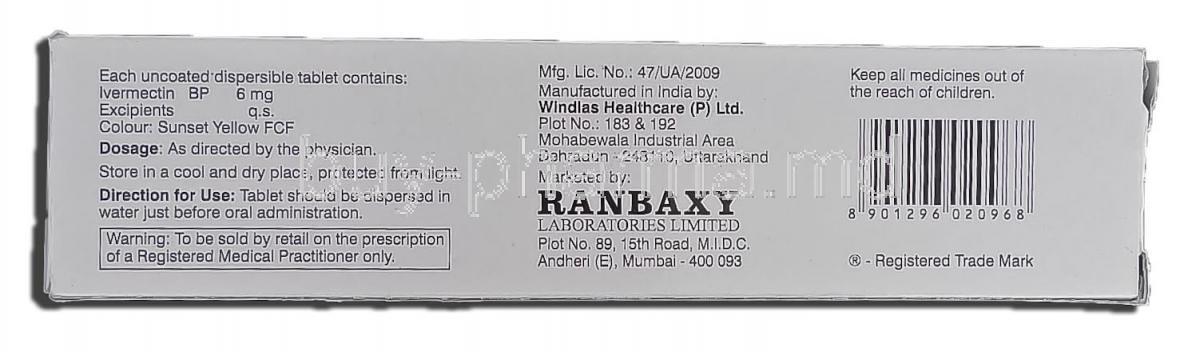 Each uncoated dispersible tablet contains:
Ivermectin BP 6 mg
Excipients q.s.
Colour: Sunset Yellow FCF
Dosage: As directed by the physician.
Store in a cool and dry place, protected from light.
Direction for Use: Tablet should be dispersed in
water just before oral administration.
Warning: To be sold by retail on the prescription
of a Registered Medical Practitioner only.
Mfg. Lic. No.: 47/UA/2009
Manufactured in India by:
Windlas Healthcare (P) Ltd.
Plot No.: 183 & 192
Mohabewala Industrial Area
Dehradun - 248110, Uttarakhand
Marketed by:
RANBAXY
LABORATORIES LIMITED
Plot No. 89, 15th Road, M.I.D.C.
Andheri (E), Mumbai - 400 093
Keep all medicines out of
the reach of children.
8 901296 020968
® - Registered Trade Mark
buy-pharma.md